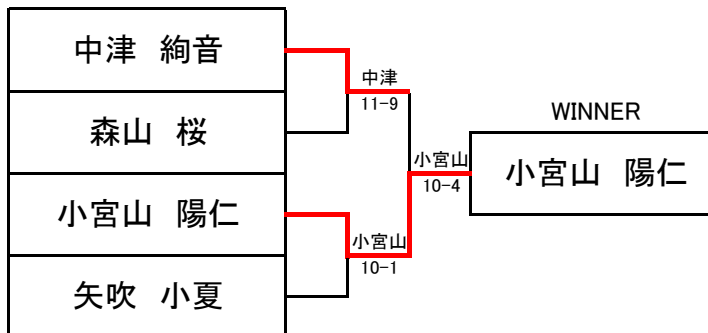 中津　絢音
森山　桜
小宮山　陽仁
矢吹　小夏
中津
11-9
小宮山
10-1
小宮山
10-4
WINNER
小宮山　陽仁